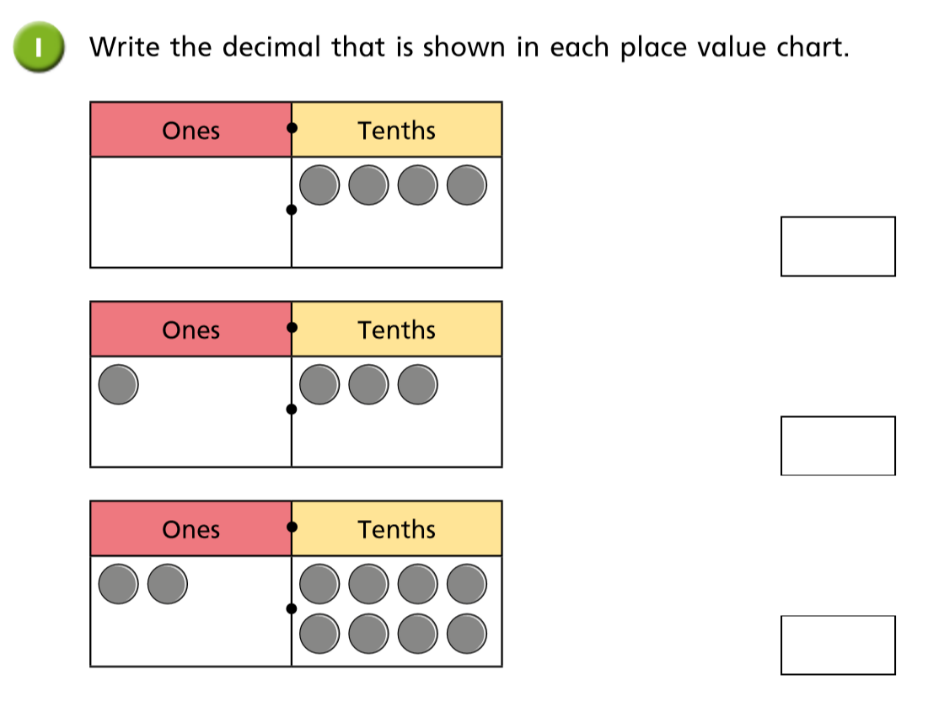 1 Write the decimal that is shown in each place value chart.
Ones Tenths
Ones Tenths
Ones Tenths